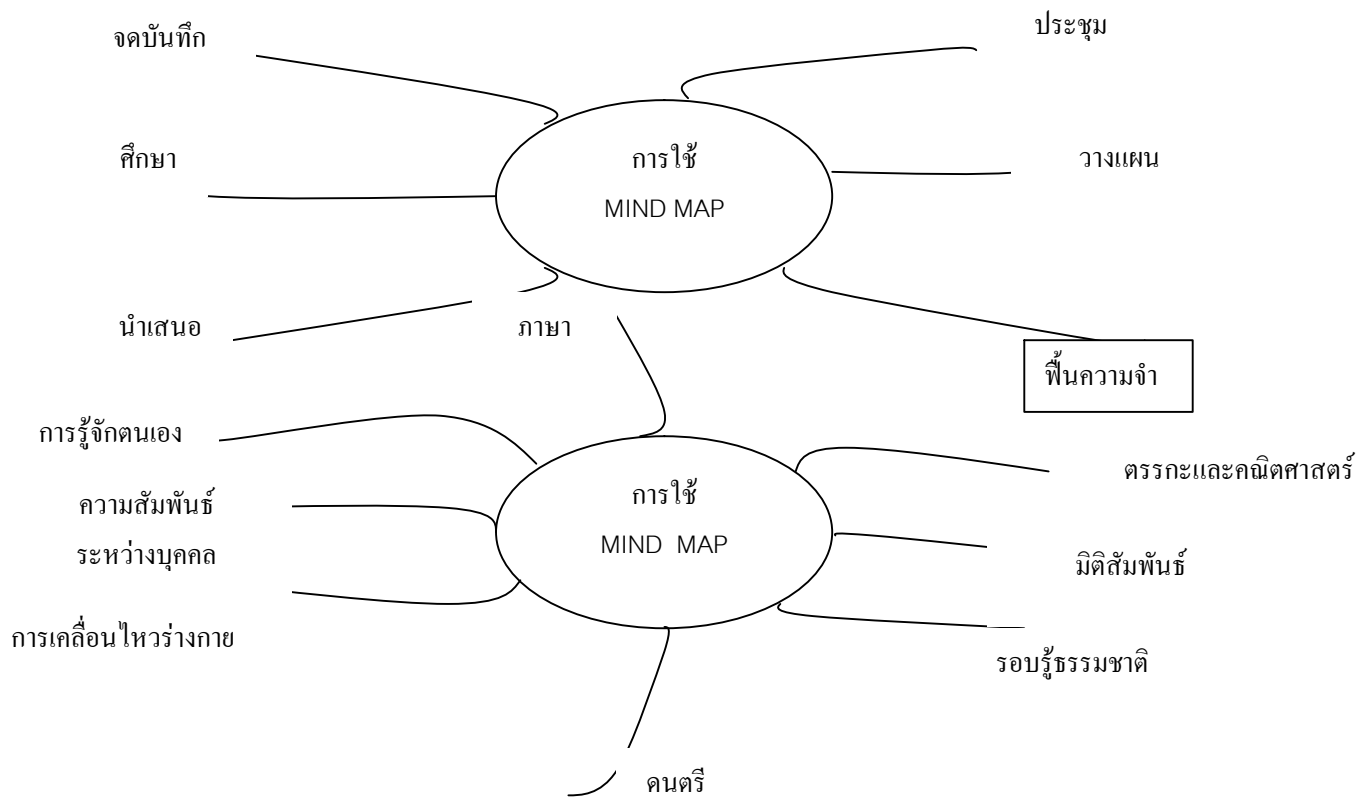 จดบันทึก
ประชุม
ศึกษา
การใช้
MIND MAP
วางแผน
นำเสนอ
ภาษา
ฟื้นความจำ
การรู้จักตนเอง
ตรรกะและคณิตศาสตร์
ความสัมพันธ์
ระหว่างบุคคล
การใช้
MIND MAP
มิติสัมพันธ์
การเคลื่อนไหวร่างกาย
รอบรู้ธรรมชาติ
ดนตรี